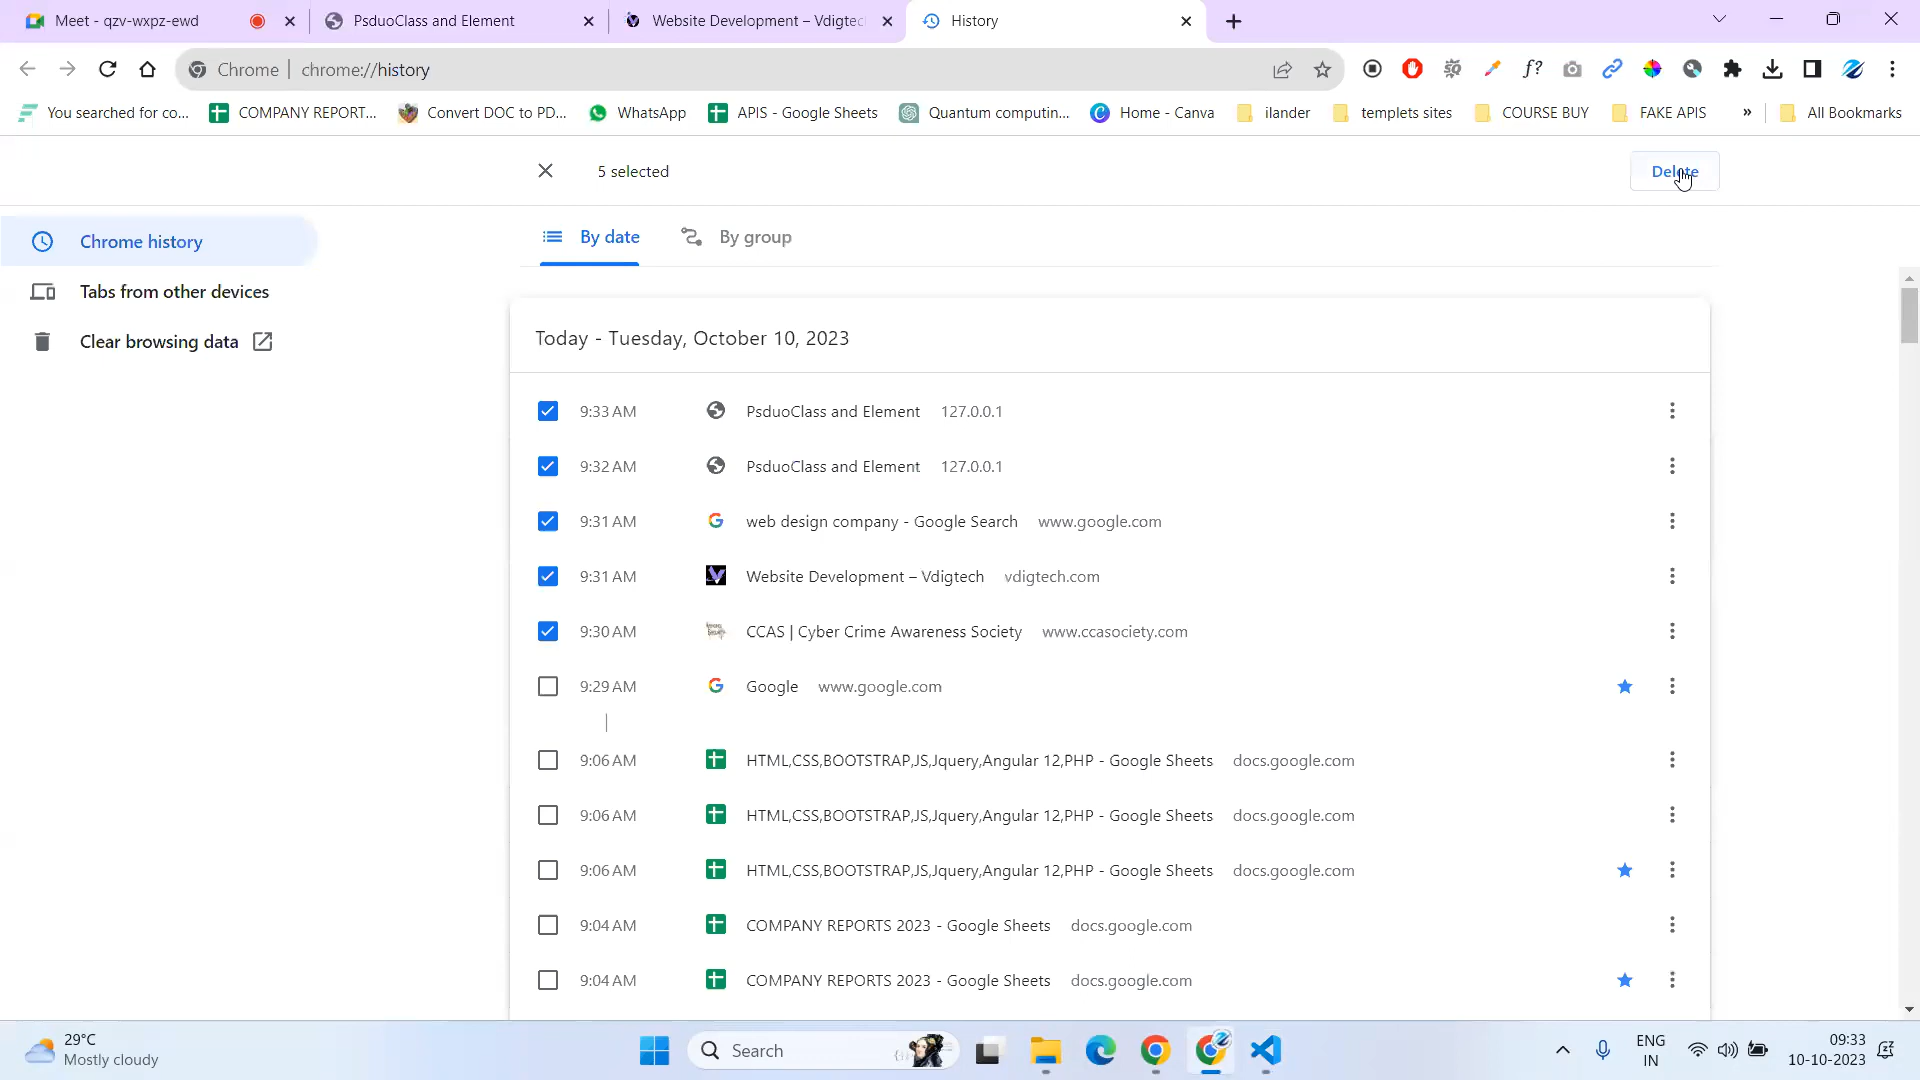 Meet - qzv-wxpz-ewd
PsduoClass and Element
Website Development – Vdigtec
History
Chrome
chrome://history
f?
You searched for co...
COMPANY REPORT...
Convert DOC to PD...
WhatsApp
APIS - Google Sheets
Quantum computin...
Home - Canva
ilander
templets sites
COURSE BUY
FAKE APIS
»
All Bookmarks
5 selected
Delete
Chrome history
Tabs from other devices
Clear browsing data
By date
By group
Today - Tuesday, October 10, 2023
9:33 AM PsduoClass and Element 127.0.0.1
9:32 AM PsduoClass and Element 127.0.0.1
9:31 AM web design company - Google Search www.google.com
9:31 AM Website Development – Vdigtech vdigtech.com
9:30 AM CCAS | Cyber Crime Awareness Society www.ccasociety.com
9:29 AM Google www.google.com
9:06 AM HTML,CSS,BOOTSTRAP,JS,Jquery,Angular 12,PHP - Google Sheets docs.google.com
9:06 AM HTML,CSS,BOOTSTRAP,JS,Jquery,Angular 12,PHP - Google Sheets docs.google.com
9:06 AM HTML,CSS,BOOTSTRAP,JS,Jquery,Angular 12,PHP - Google Sheets docs.google.com
9:04 AM COMPANY REPORTS 2023 - Google Sheets docs.google.com
9:04 AM COMPANY REPORTS 2023 - Google Sheets docs.google.com
29°C
Mostly cloudy
Search
ENG
IN
09:33
10-10-2023